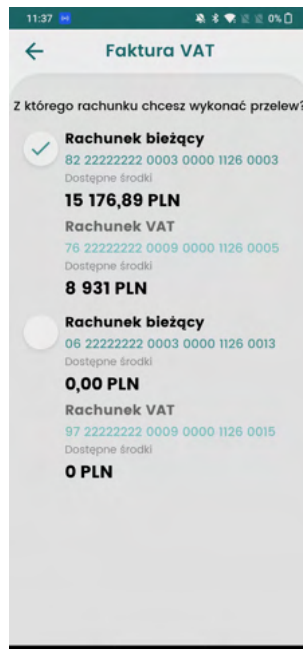 11:37
0%
Faktura VAT
Z którego rachunku chcesz wykonać przelew?
Rachunek bieżący
82 22222222 0003 0000 1126 0003
Dostępne środki
15 176,89 PLN
Rachunek VAT
76 22222222 0009 0000 1126 0005
Dostępne środki
8 931 PLN
Rachunek bieżący
06 22222222 0003 0000 1126 0013
Dostępne środki
0,00 PLN
Rachunek VAT
97 22222222 0009 0000 1126 0015
Dostępne środki
0 PLN